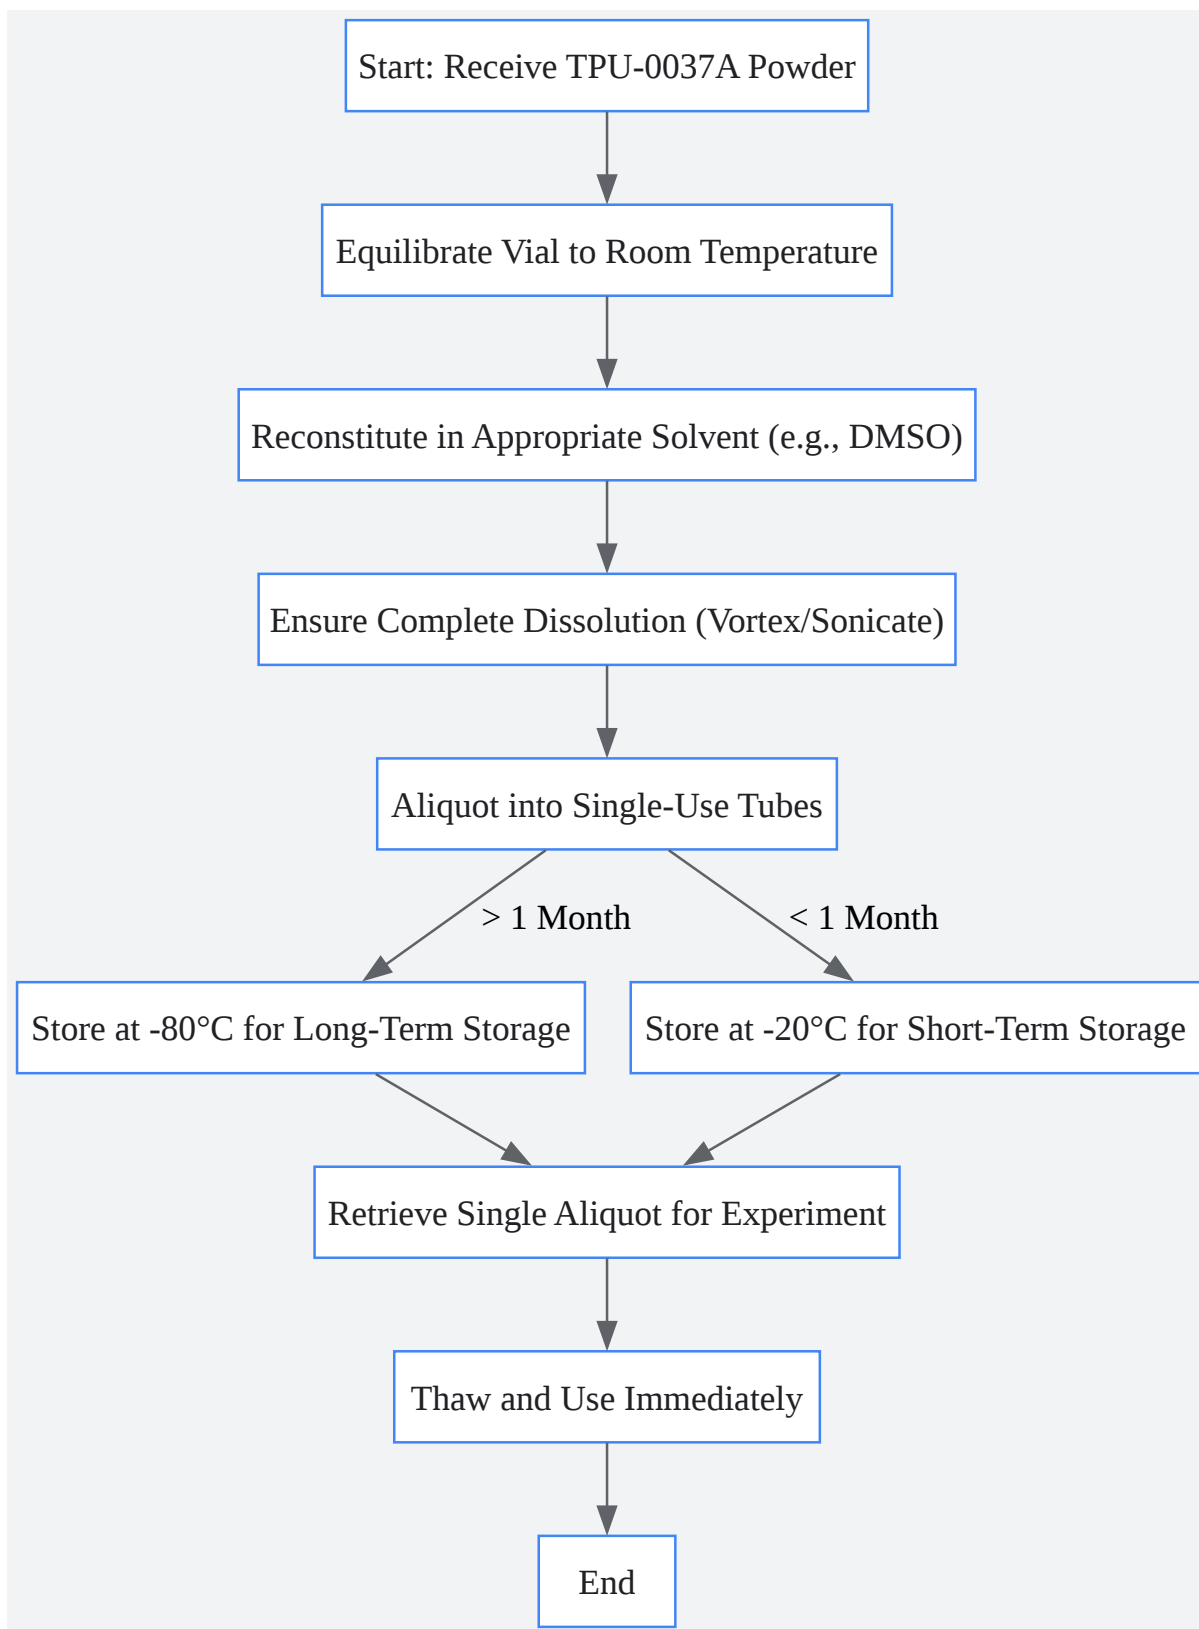 Start: Receive TPU-0037A Powder
Equilibrate Vial to Room Temperature
Reconstitute in Appropriate Solvent (e.g., DMSO)
Ensure Complete Dissolution (Vortex/Sonicate)
Aliquot into Single-Use Tubes
> 1 Month
< 1 Month
Store at -80°C for Long-Term Storage
Store at -20°C for Short-Term Storage
Retrieve Single Aliquot for Experiment
Thaw and Use Immediately
End